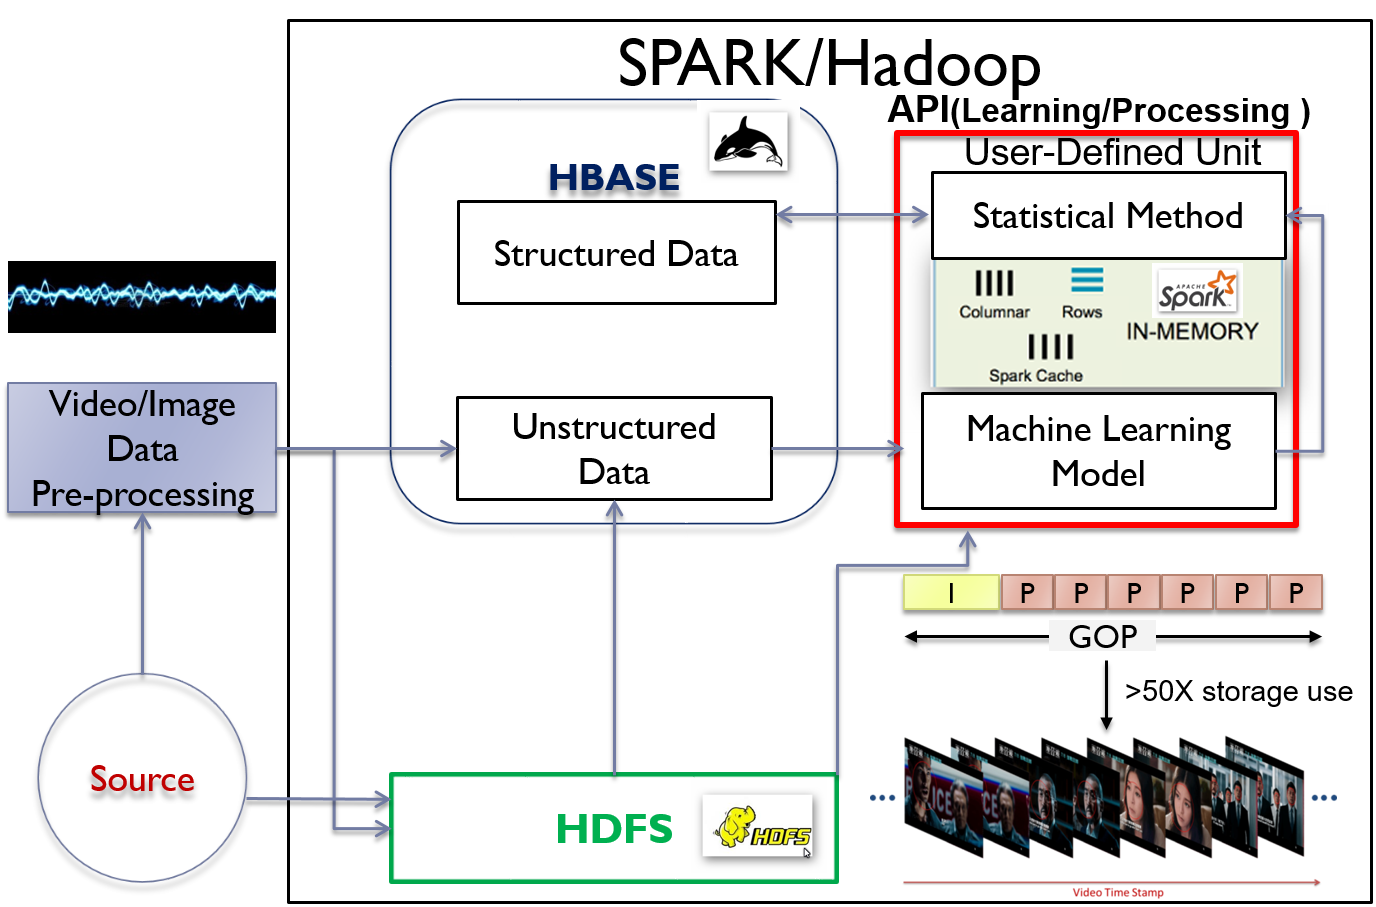 SPARK/Hadoop
API(Learning/Processing )
User-Defined Unit
HBASE
Structured Data
Statistical Method
Columnar
Rows
APACHE
Spark
IN-MEMORY
Spark Cache
Video/Image
Data
Pre-processing
Unstructured
Data
Machine Learning
Model
I P P P P P P
GOP
>50X storage use
Source
HDFS
HDFS
ICE
ICE
Video Time Stamp